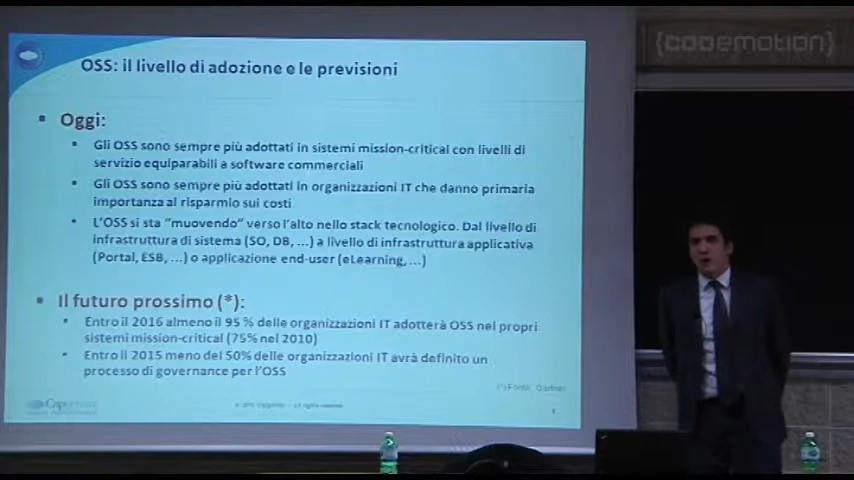 {codemotion}
OSS: il livello di adozione e le previsioni
Oggi:
Gli OSS sono sempre più adottati in sistemi mission-critical con livelli di
servizio equiparabili a software commerciali
Gli OSS sono sempre più adottati in organizzazioni IT che danno primaria
importanza al risparmio sui costi
L'OSS si sta "muovendo" verso l'alto nello stack tecnologico. Dal livello di
infrastruttura di sistema (SO, DB, ...) a livello di infrastruttura applicativa
(Portal, ESB, ...) o applicazione end-user (eLearning, ...)
Il futuro prossimo (*):
Entro il 2016 almeno il 95 % delle organizzazioni IT adotterà OSS nei propri
sistemi mission-critical (75% nel 2010)
Entro il 2015 meno del 50% delle organizzazioni IT avrà definito un
processo di governance per l'OSS
(*) Fonte: Gartner
Capgemini
All rights reserved